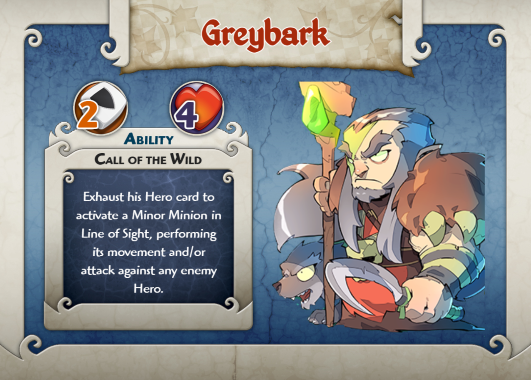 Greybark
2 4
Ability
Call of the Wild
Exhaust his Hero card to
activate a Minor Minion in
Line of Sight, performing
its movement and/or
attack against any enemy
Hero.